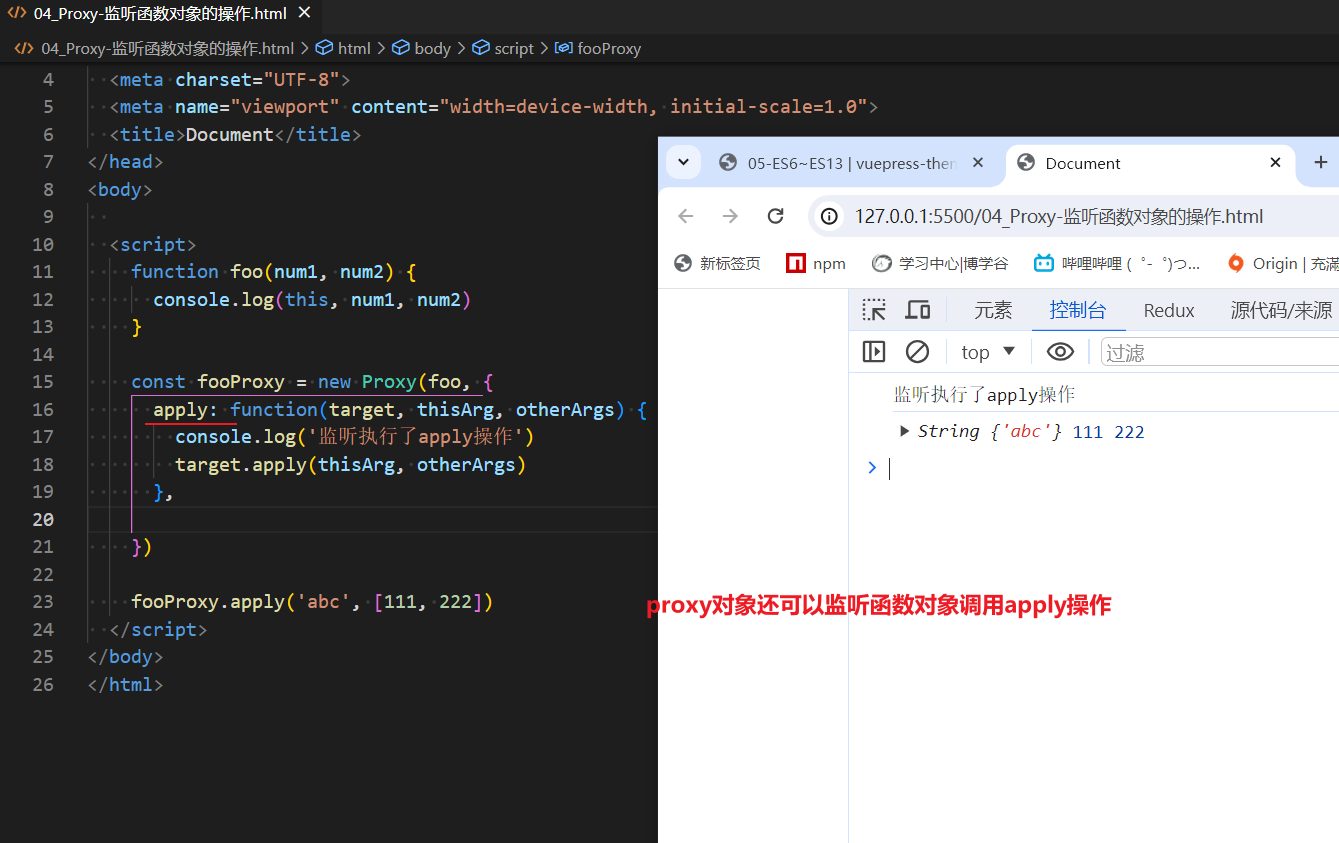 04_Proxy-监听函数对象的操作.html
04_Proxy-监听函数对象的操作.html > html > body > script > fooProxy
4 <meta charset="UTF-8">
5 <meta name="viewport" content="width=device-width, initial-scale=1.0">
6 <title>Document</title>
7 </head>
8 <body>
9
10 <script>
11 function foo(num1, num2) {
12 console.log(this, num1, num2)
13 }
14
15 const fooProxy = new Proxy(foo, {
16 apply: function(target, thisArg, otherArgs) {
17 console.log('监听执行了apply操作')
18 target.apply(thisArg, otherArgs)
19 },
20
21 })
22
23 fooProxy.apply('abc', [111, 222])
24 </script>
25 </body>
26 </html>
05-ES6~ES13 | vuepress-then
Document
127.0.0.1:5500/04_Proxy-监听函数对象的操作.html
新标签页 npm 学习中心|博学谷 哔哩哔哩 (゜-゜)つ... Origin | 充满
元素 控制台 Redux 源代码/来源
top 过滤
监听执行了apply操作
String {'abc'} 111 222
proxy对象还可以监听函数对象调用apply操作